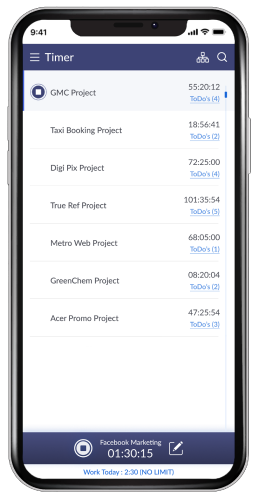 9:41
Timer
GMC Project 55:20:12
ToDo's (4)
Taxi Booking Project 18:56:41
ToDo's (2)
Digi Pix Project 72:25:00
ToDo's (4)
True Ref Project 101:35:54
ToDo's (5)
Metro Web Project 68:05:00
ToDo's (1)
GreenChem Project 08:20:04
ToDo's (2)
Acer Promo Project 47:25:54
ToDo's (3)
Facebook Marketing
01:30:15
Work Today : 2:30 (NO LIMIT)